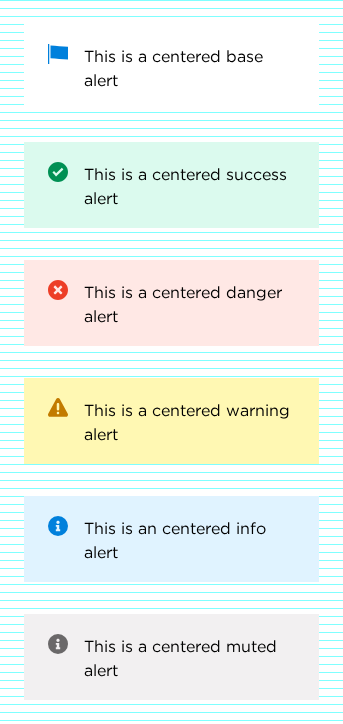 This is a centered base
alert
This is a centered success
alert
This is a centered danger
alert
This is a centered warning
alert
This is an centered info
alert
This is a centered muted
alert